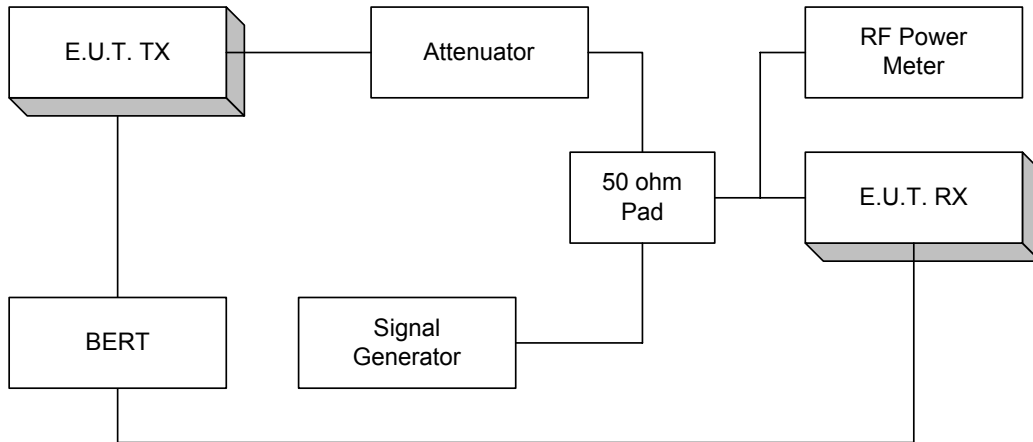 E.U.T. TX
Attenuator
RF Power
Meter
50 ohm
Pad
E.U.T. RX
BERT
Signal
Generator